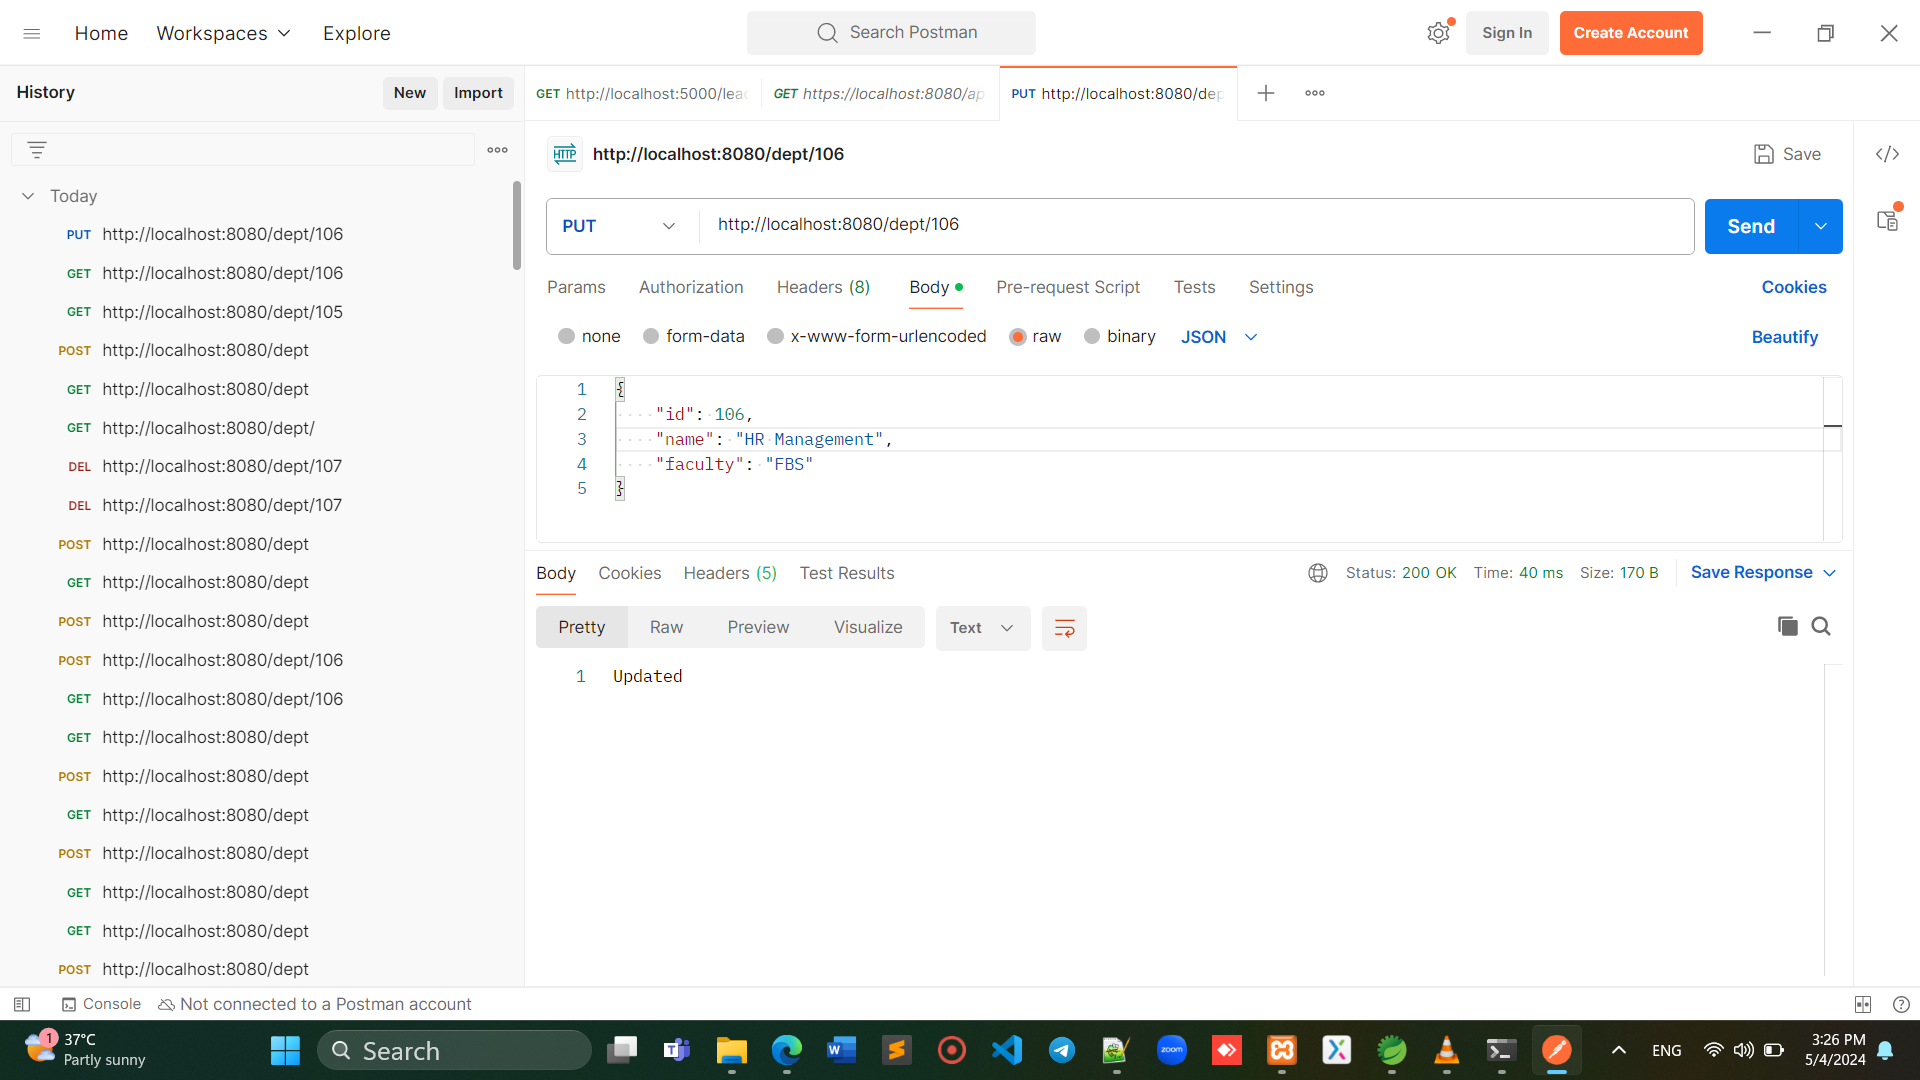 Home
Workspaces
Explore
Search Postman
Sign In
Create Account
History
New
Import
GET http://localhost:5000/lea
GET https://localhost:8080/ap
PUT http://localhost:8080/dep
HTTP
http://localhost:8080/dept/106
Save
Today
PUT http://localhost:8080/dept/106
GET http://localhost:8080/dept/106
GET http://localhost:8080/dept/105
POST http://localhost:8080/dept
GET http://localhost:8080/dept
GET http://localhost:8080/dept/
DEL http://localhost:8080/dept/107
DEL http://localhost:8080/dept/107
POST http://localhost:8080/dept
GET http://localhost:8080/dept
POST http://localhost:8080/dept
POST http://localhost:8080/dept/106
GET http://localhost:8080/dept/106
GET http://localhost:8080/dept
POST http://localhost:8080/dept
GET http://localhost:8080/dept
POST http://localhost:8080/dept
GET http://localhost:8080/dept
GET http://localhost:8080/dept
POST http://localhost:8080/dept
PUT
http://localhost:8080/dept/106
Send
Params
Authorization
Headers (8)
Body
Pre-request Script
Tests
Settings
Cookies
none
form-data
x-www-form-urlencoded
raw
binary
JSON
Beautify
1 {
2 "id": 106,
3 "name": "HR Management",
4 "faculty": "FBS"
5 }
Body
Cookies
Headers (5)
Test Results
Status: 200 OK
Time: 40 ms
Size: 170 B
Save Response
Pretty
Raw
Preview
Visualize
Text
1 Updated
Console
Not connected to a Postman account
1
37°C
Partly sunny
Search
zoom
ENG
3:26 PM
5/4/2024